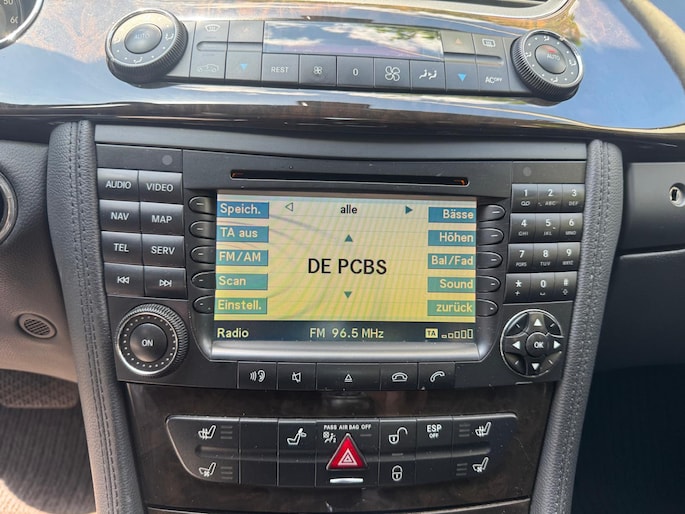 50
60
AUTO
REST
0
AC OFF
AUTO
AUDIO VIDEO
NAV MAP
TEL SERV
ON
Speich. alle Bässe
TA aus Höhen
FM/AM Bal/Fad
DE PCBS
Scan Sound
Einstell. zurück
Radio FM 96.5 MHz TA
1 2 ABC 3 DEF
4 GHI 5 JKL 6 MNO
7 PQRS 8 TUV 9 WXYZ
* 0 #
OK
PASS AIR BAG OFF
ESP
OFF